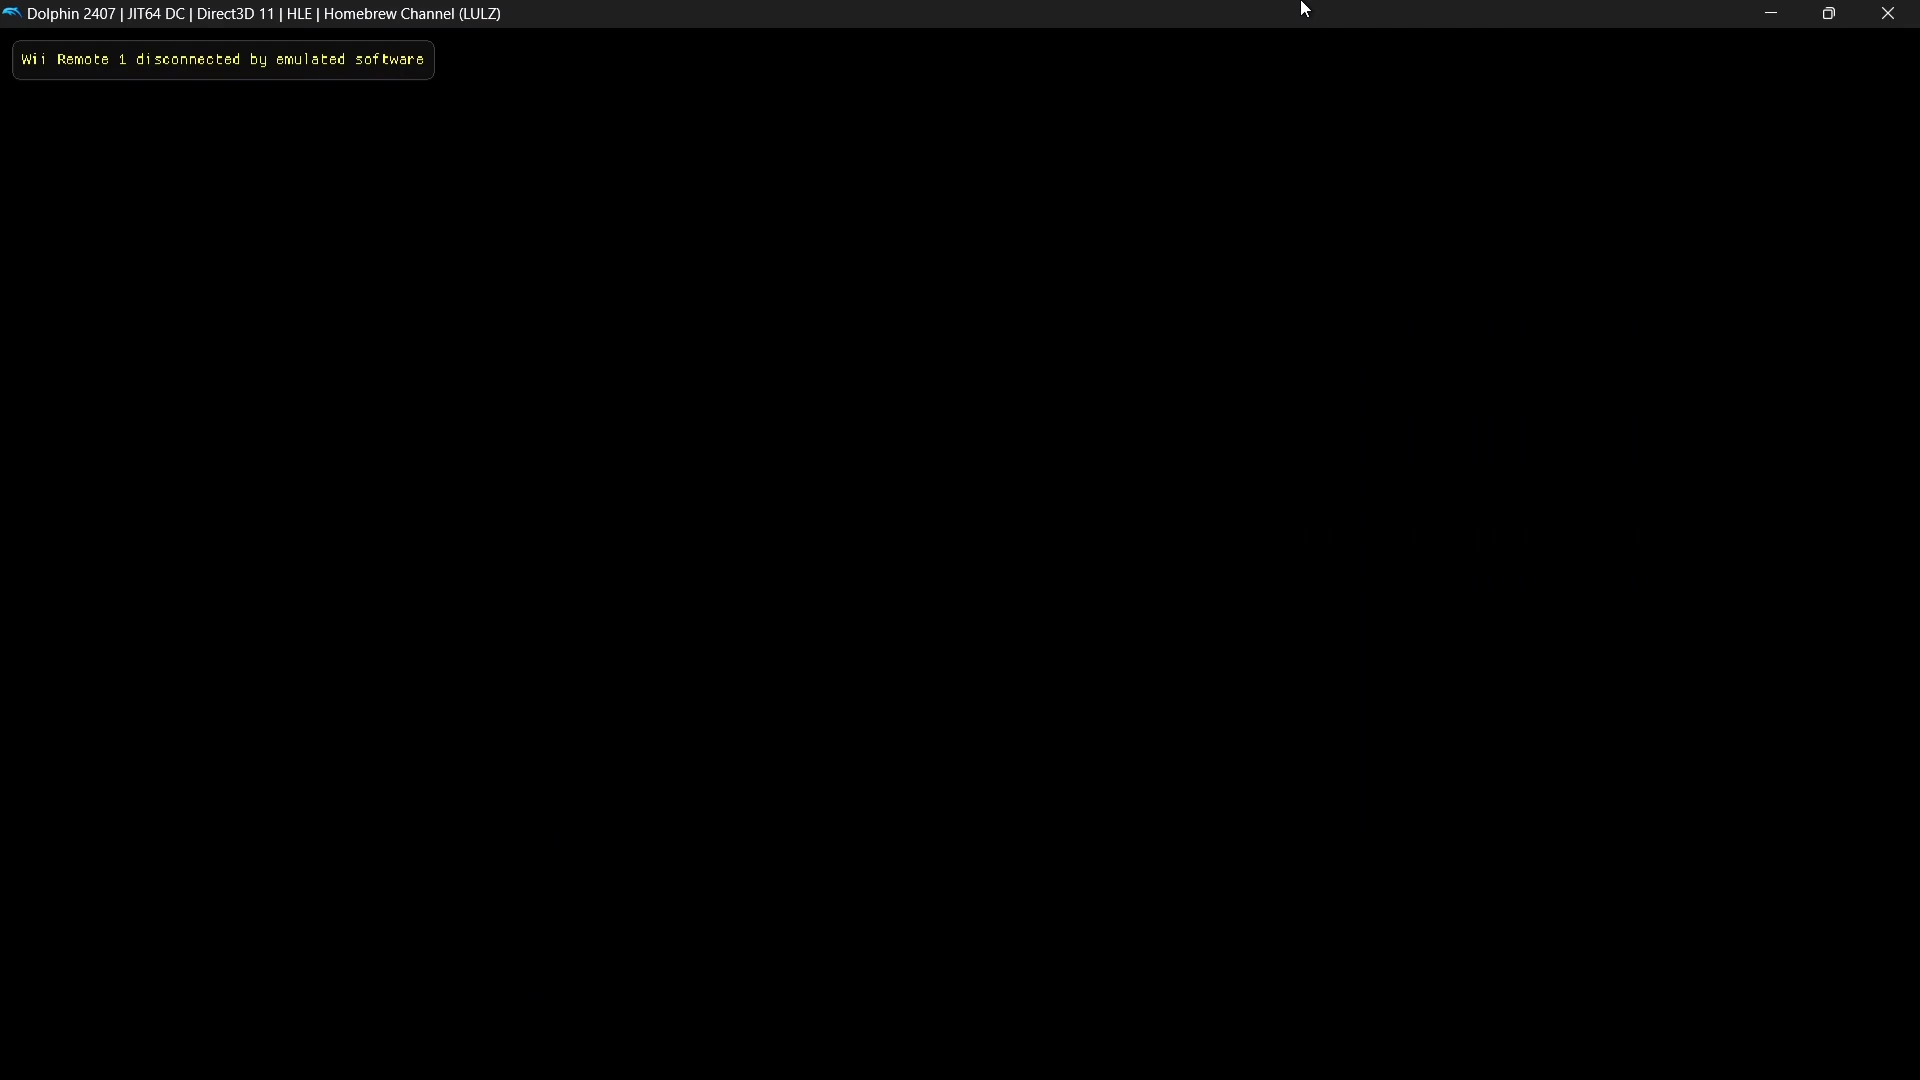 Dolphin 2407 | JIT64 DC | Direct3D 11 | HLE | Homebrew Channel (LULZ)
Wii Remote 1 disconnected by emulated software